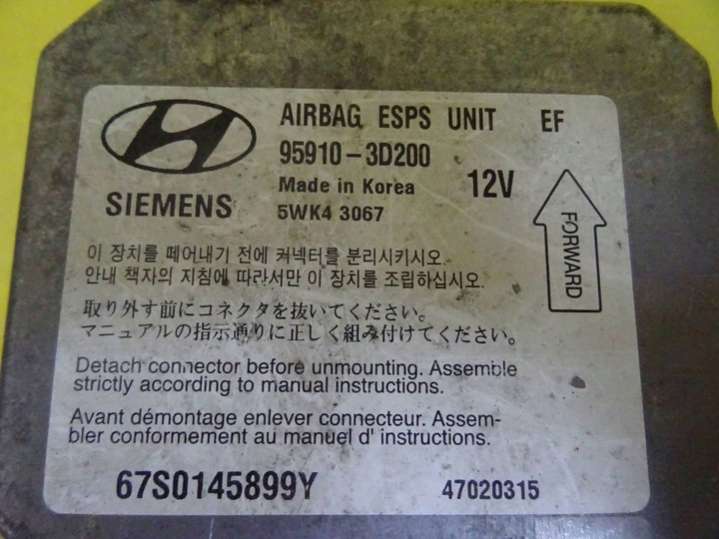 AIRBAG ESPS UNIT EF
95910-3D200
Made in Korea 12V
SIEMENS 5WK4 3067
FORWARD
이 장치를 떼어내기 전에 커넥터를 분리시키시오.
안내 책자의 지침에 따라서만 이 장치를 조립하십시오.
取り外す前にコネクタを抜いてください。
マニュアルの指示通りに正しく組み付けてください。
Detach connector before unmounting. Assemble
strictly according to manual instructions.
Avant démontage enlever connecteur. Assem-
bler conformement au manuel d' instructions.
67S0145899Y 47020315